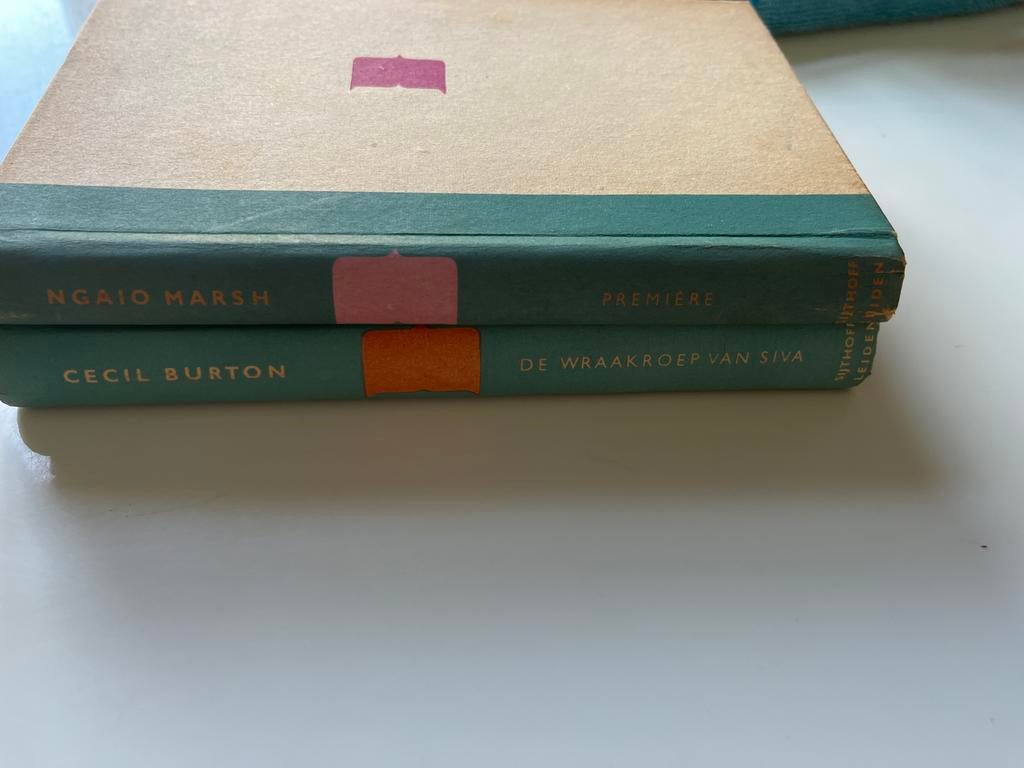 NGAIO MARSH
PREMIÈRE
SIJTHOFF
LEIDEN
CECIL BURTON
DE WRAAKROEP VAN SIVA
SIJTHOFF
LEIDEN